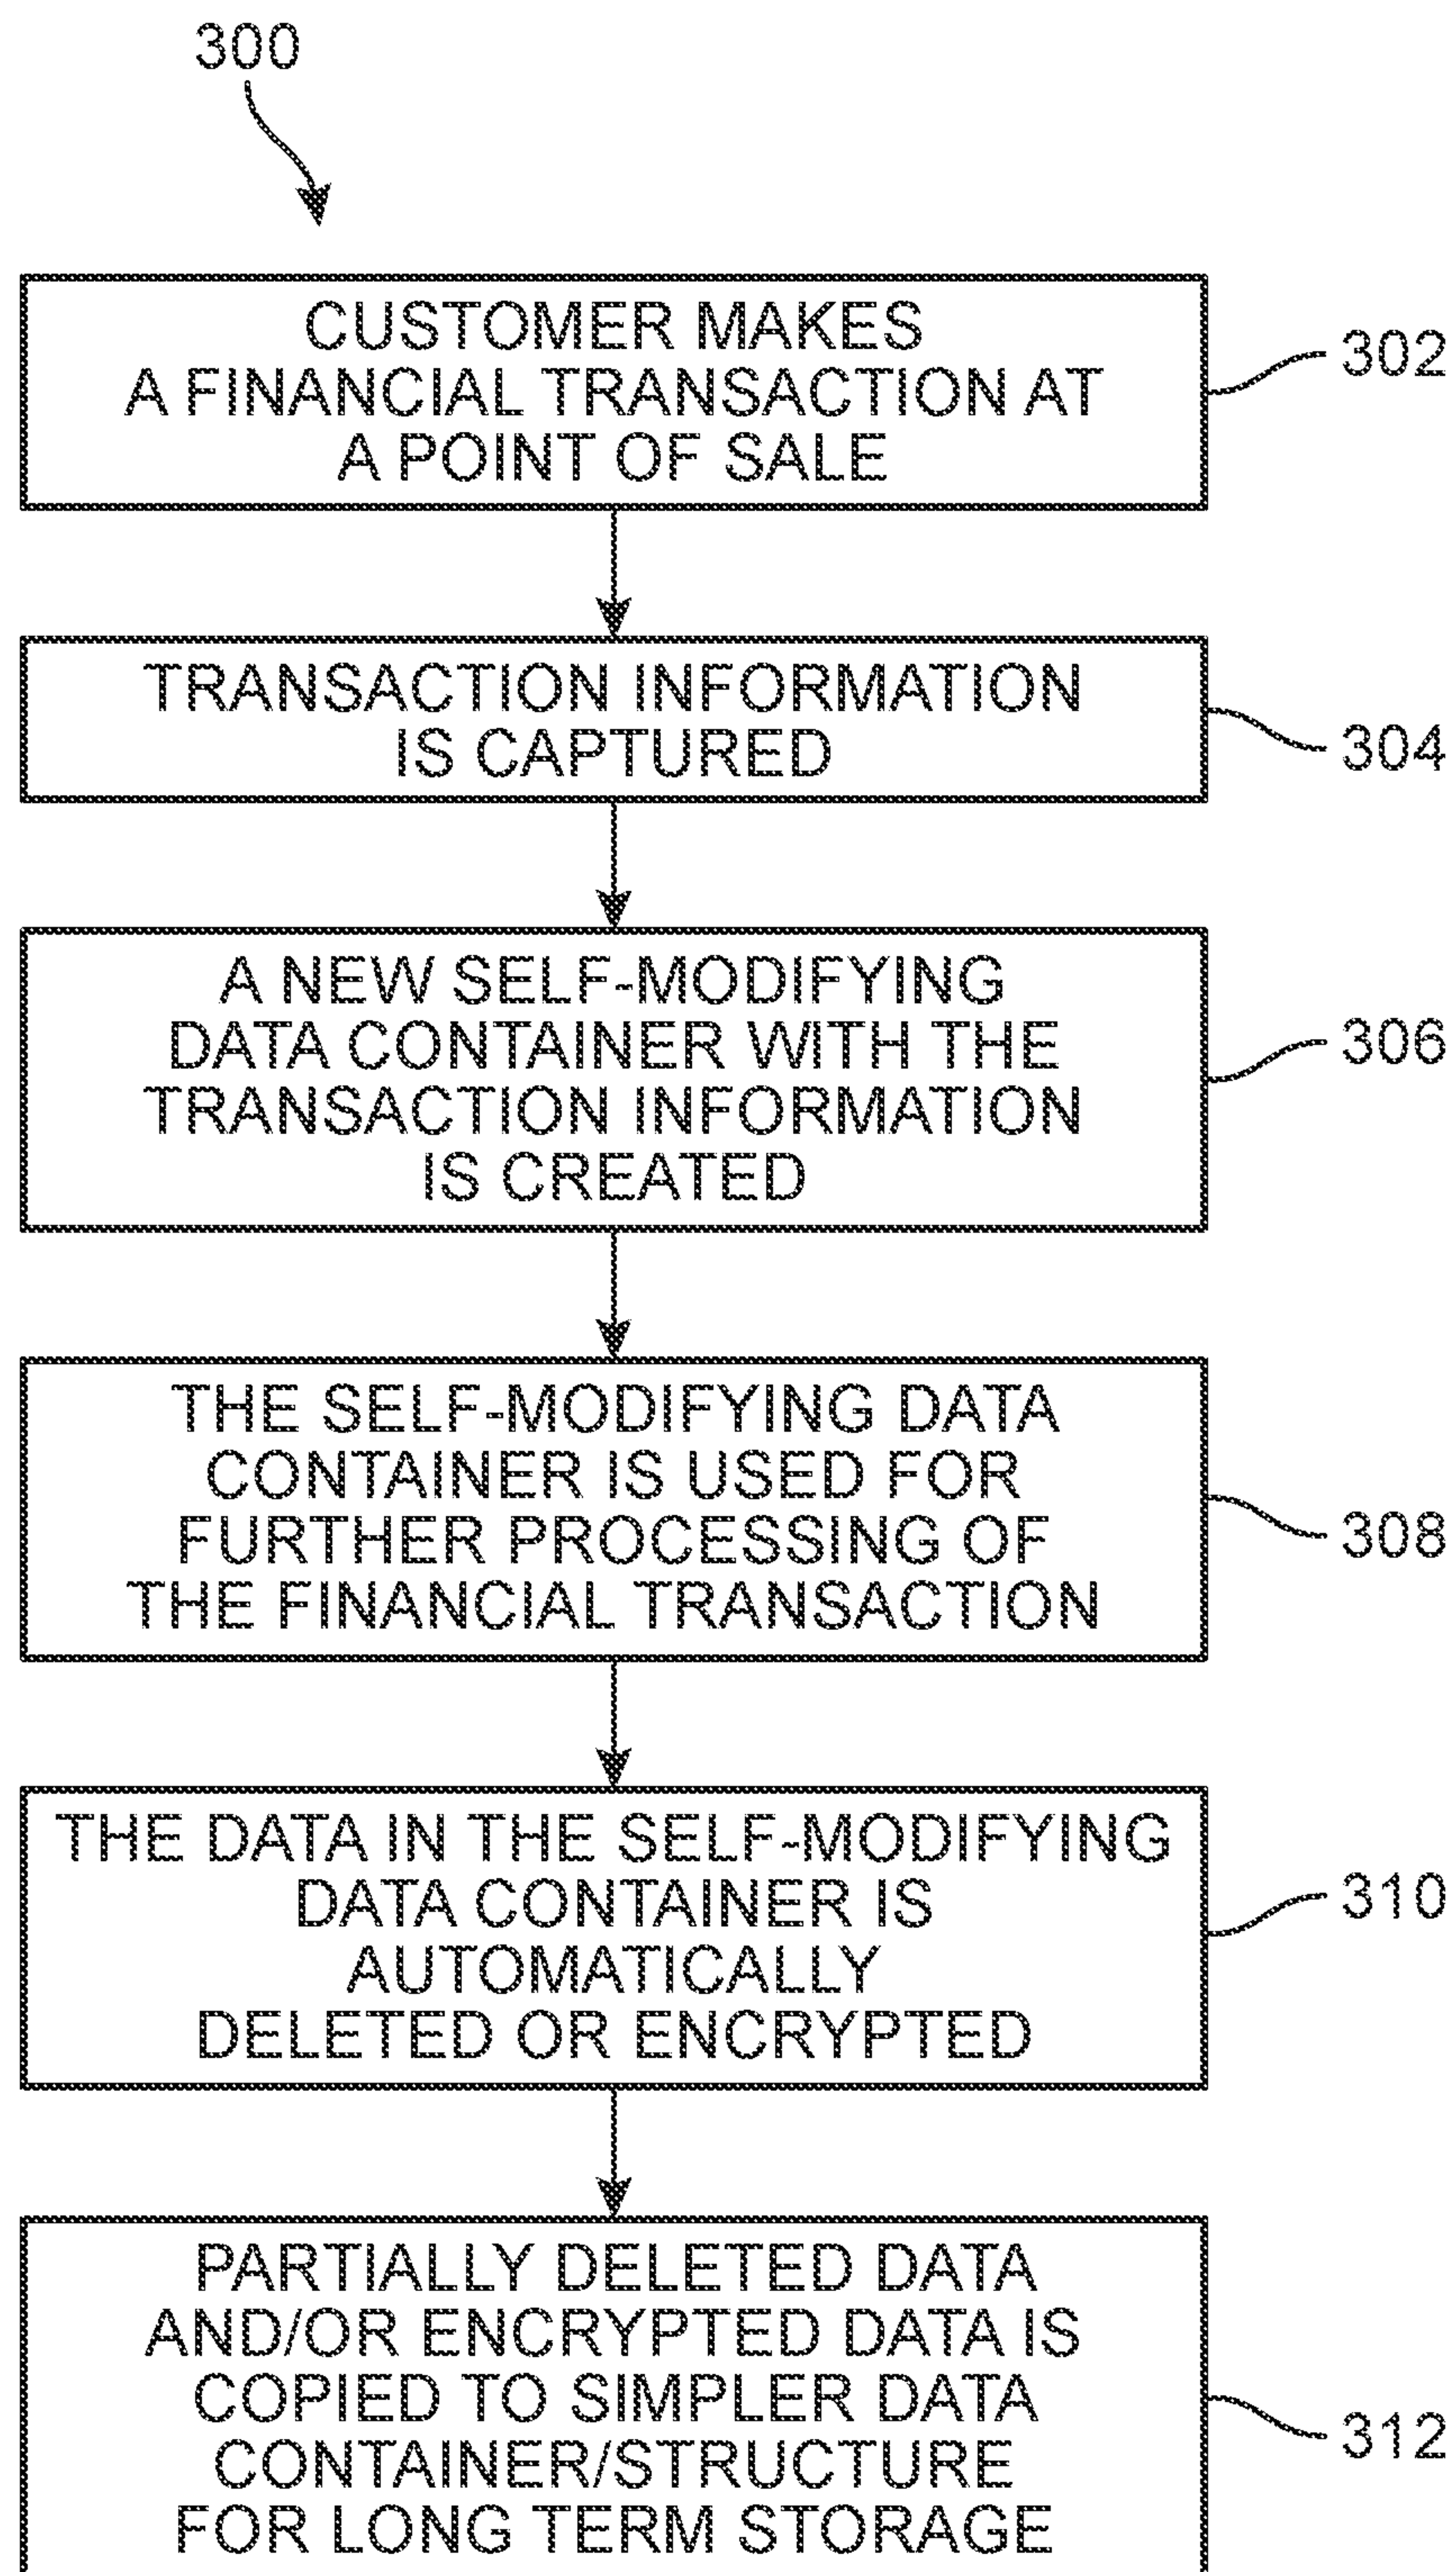 300
CUSTOMER MAKES
A FINANCIAL TRANSACTION AT
A POINT OF SALE
302
TRANSACTION INFORMATION
IS CAPTURED
304
A NEW SELF-MODIFYING
DATA CONTAINER WITH THE
TRANSACTION INFORMATION
IS CREATED
306
THE SELF-MODIFYING DATA
CONTAINER IS USED FOR
FURTHER PROCESSING OF
THE FINANCIAL TRANSACTION
308
THE DATA IN THE SELF-MODIFYING
DATA CONTAINER IS
AUTOMATICALLY
DELETED OR ENCRYPTED
310
PARTIALLY DELETED DATA
AND/OR ENCRYPTED DATA IS
COPIED TO SIMPLER DATA
CONTAINER/STRUCTURE
FOR LONG TERM STORAGE
312